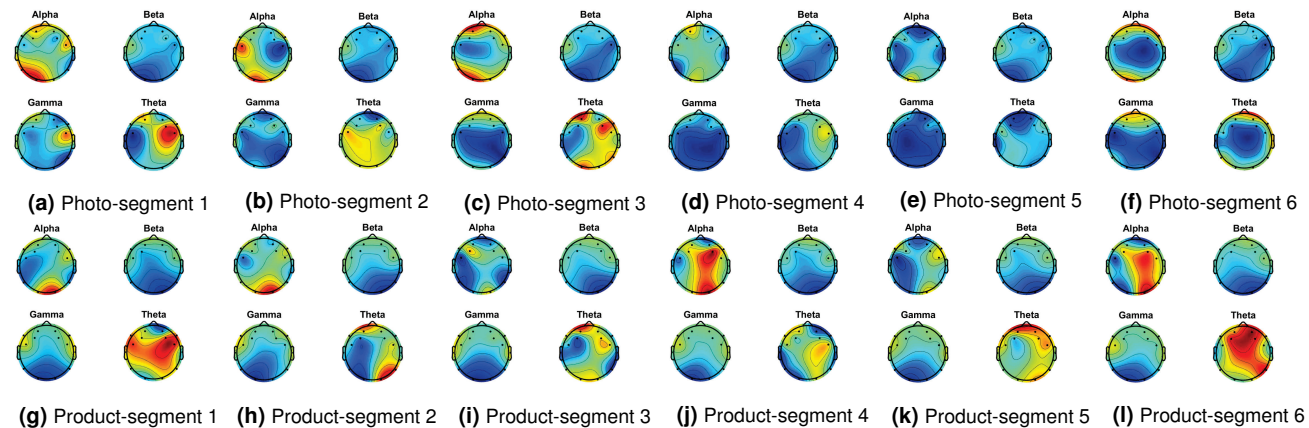 Alpha Beta Alpha Beta Alpha Beta Alpha Beta Alpha Beta Alpha Beta
Gamma Theta Gamma Theta Gamma Theta Gamma Theta Gamma Theta Gamma Theta
(a) Photo-segment 1 (b) Photo-segment 2 (c) Photo-segment 3 (d) Photo-segment 4 (e) Photo-segment 5 (f) Photo-segment 6
Alpha Beta Alpha Beta Alpha Beta Alpha Beta Alpha Beta Alpha Beta
Gamma Theta Gamma Theta Gamma Theta Gamma Theta Gamma Theta Gamma Theta
(g) Product-segment 1 (h) Product-segment 2 (i) Product-segment 3 (j) Product-segment 4 (k) Product-segment 5 (l) Product-segment 6